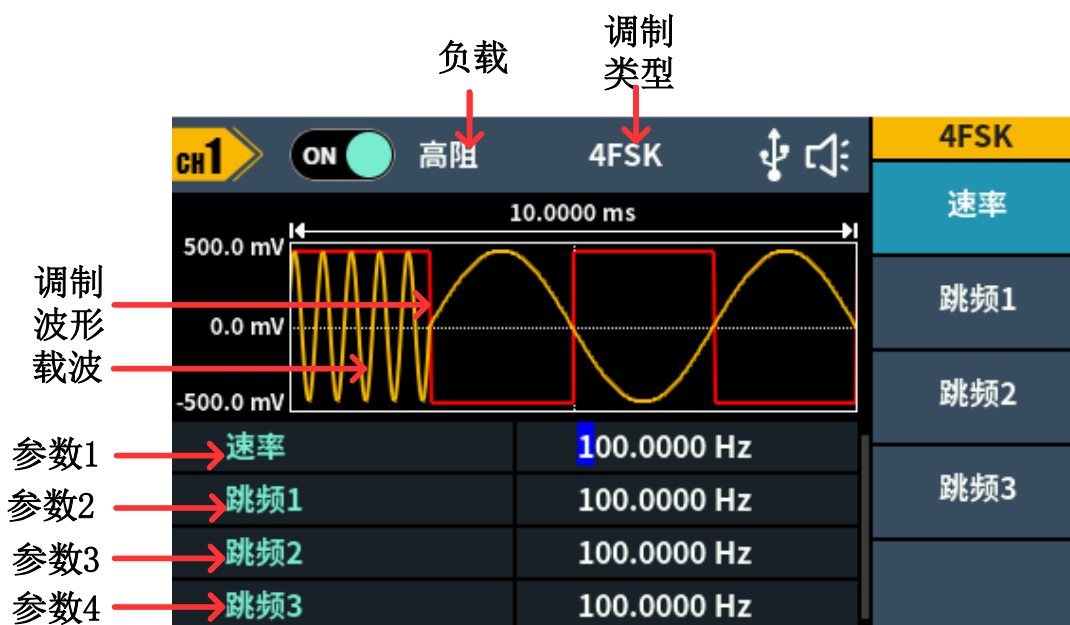 负载
调制
类型
CH1
ON
高阻
4FSK
4FSK
速率
跳频1
跳频2
跳频3
10.0000 ms
500.0 mV
0.0 mV
-500.0 mV
调制
波形
载波
参数1
速率
100.0000 Hz
参数2
跳频1
100.0000 Hz
参数3
跳频2
100.0000 Hz
参数4
跳频3
100.0000 Hz